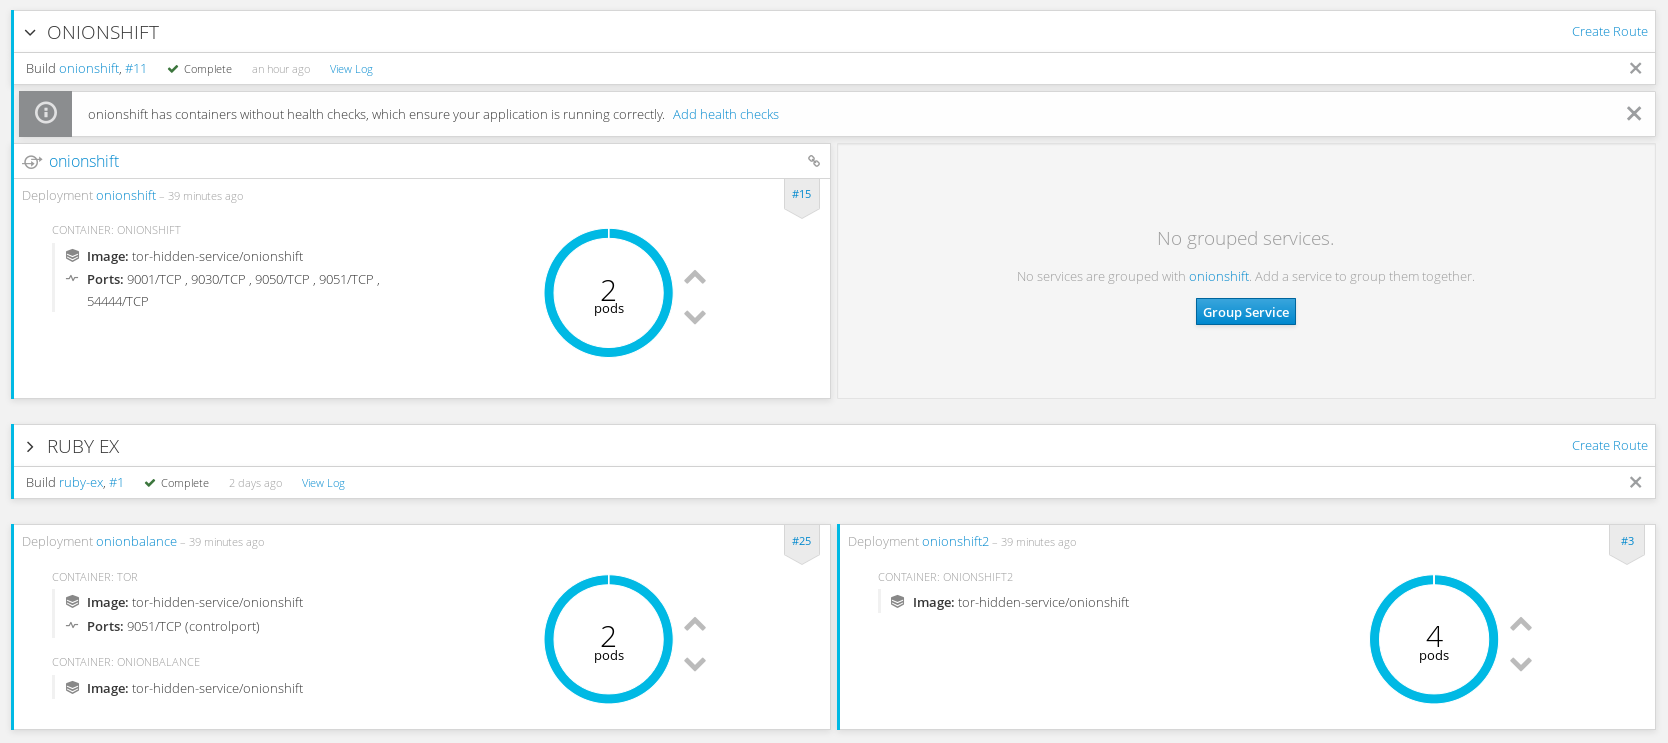 ONIONSHIFT
Create Route
Build onionshift, #11 Complete an hour ago View Log
onionshift has containers without health checks, which ensure your application is running correctly. Add health checks
onionshift
Deployment onionshift – 39 minutes ago
#15
CONTAINER: ONIONSHIFT
Image: tor-hidden-service/onionshift
Ports: 9001/TCP , 9030/TCP , 9050/TCP , 9051/TCP ,
54444/TCP
2
pods
No grouped services.
No services are grouped with onionshift. Add a service to group them together.
Group Service
RUBY EX
Create Route
Build ruby-ex, #1 Complete 2 days ago View Log
Deployment onionbalance – 39 minutes ago
#25
CONTAINER: TOR
Image: tor-hidden-service/onionshift
Ports: 9051/TCP (controlport)
CONTAINER: ONIONBALANCE
Image: tor-hidden-service/onionshift
2
pods
Deployment onionshift2 – 39 minutes ago
#3
CONTAINER: ONIONSHIFT2
Image: tor-hidden-service/onionshift
4
pods